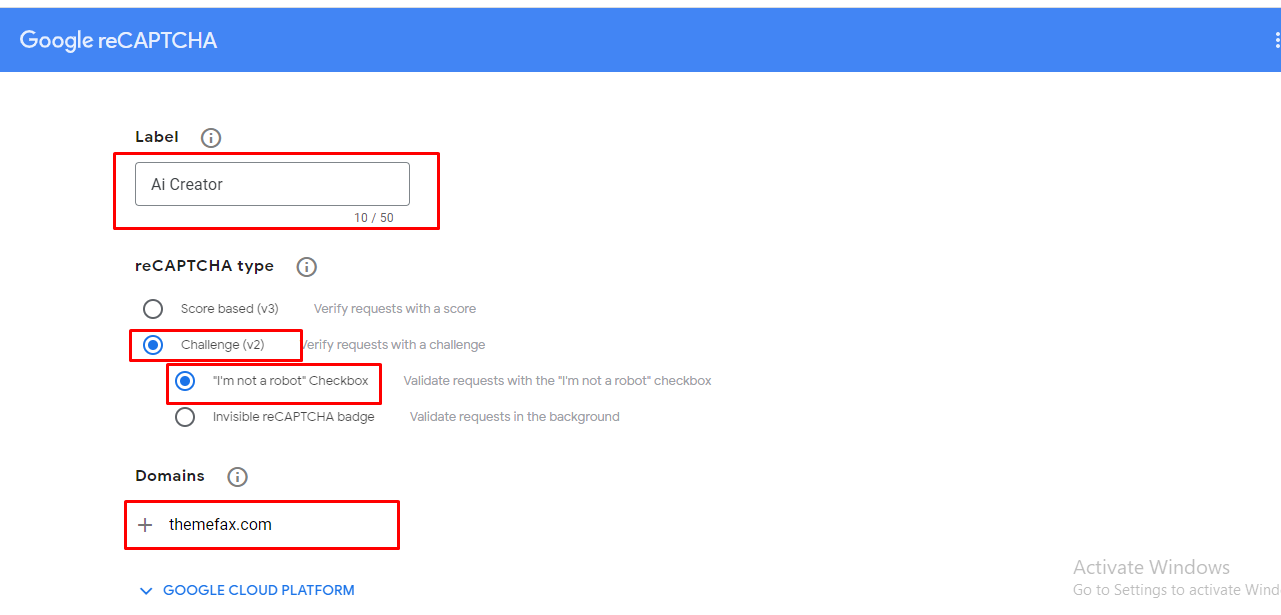 Google reCAPTCHA
Label
Ai Creator
10 / 50
reCAPTCHA type
Score based (v3) Verify requests with a score
Challenge (v2) Verify requests with a challenge
"I'm not a robot" Checkbox Validate requests with the "I'm not a robot" checkbox
Invisible reCAPTCHA badge Validate requests in the background
Domains
+ themefax.com
GOOGLE CLOUD PLATFORM
Activate Windows
Go to Settings to activate Wind